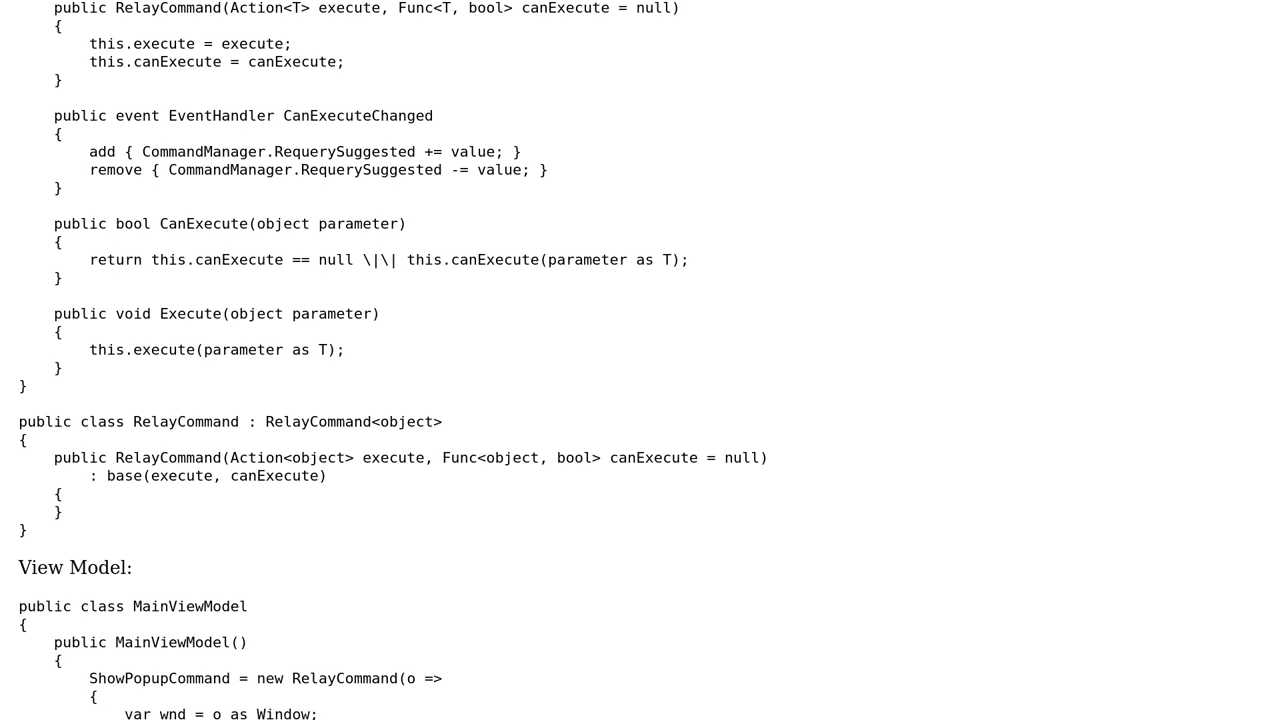 public RelayCommand(Action<T> execute, Func<T, bool> canExecute = null)
    {
        this.execute = execute;
        this.canExecute = canExecute;
    }

    public event EventHandler CanExecuteChanged
    {
        add { CommandManager.RequerySuggested += value; }
        remove { CommandManager.RequerySuggested -= value; }
    }

    public bool CanExecute(object parameter)
    {
        return this.canExecute == null \|\| this.canExecute(parameter as T);
    }

    public void Execute(object parameter)
    {
        this.execute(parameter as T);
    }
}

public class RelayCommand : RelayCommand<object>
{
    public RelayCommand(Action<object> execute, Func<object, bool> canExecute = null)
        : base(execute, canExecute)
    {
    }
}

View Model:

public class MainViewModel
{
    public MainViewModel()
    {
        ShowPopupCommand = new RelayCommand(o =>
        {
            var wnd = o as Window;